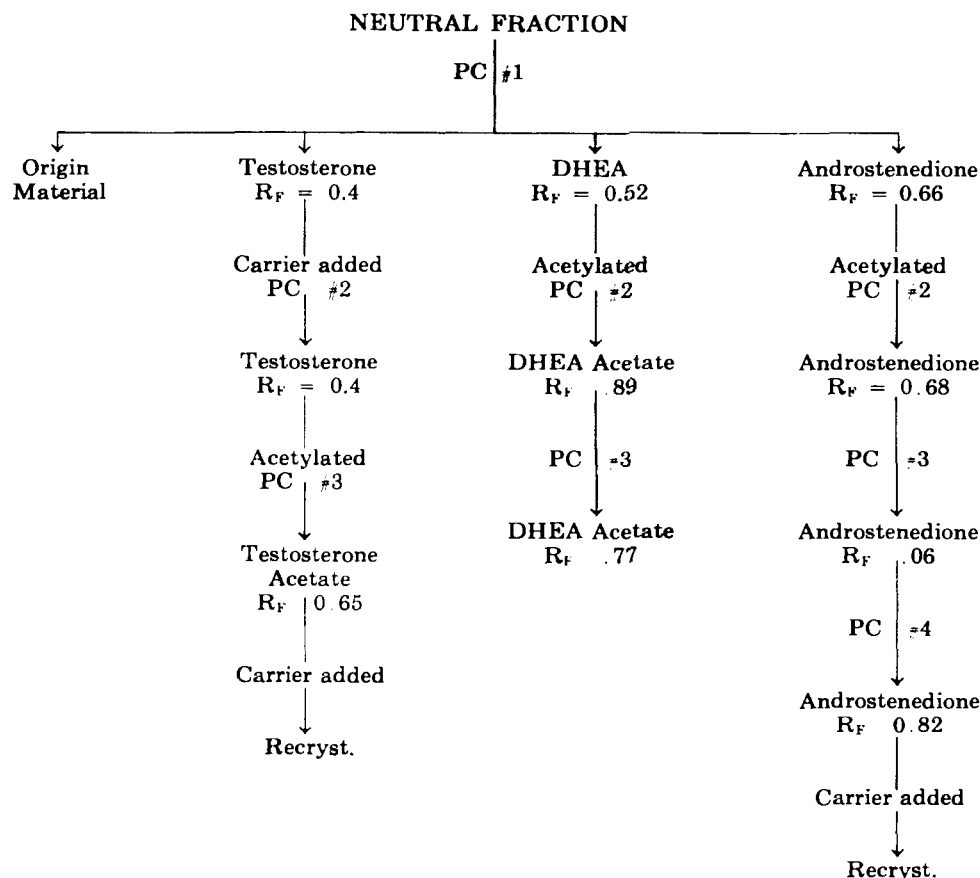 NEUTRAL FRACTION
PC #1
Origin
Material
Testosterone
R_F = 0.4
Carrier added
PC #2
Testosterone
R_F = 0.4
Acetylated
PC #3
Testosterone
Acetate
R_F 0.65
Carrier added
Recryst.
DHEA
R_F = 0.52
Acetylated
PC #2
DHEA Acetate
R_F .89
PC #3
DHEA Acetate
R_F .77
Androstenedione
R_F = 0.66
Acetylated
PC #2
Androstenedione
R_F = 0.68
PC #3
Androstenedione
R_F .06
PC #4
Androstenedione
R_F 0.82
Carrier added
Recryst.